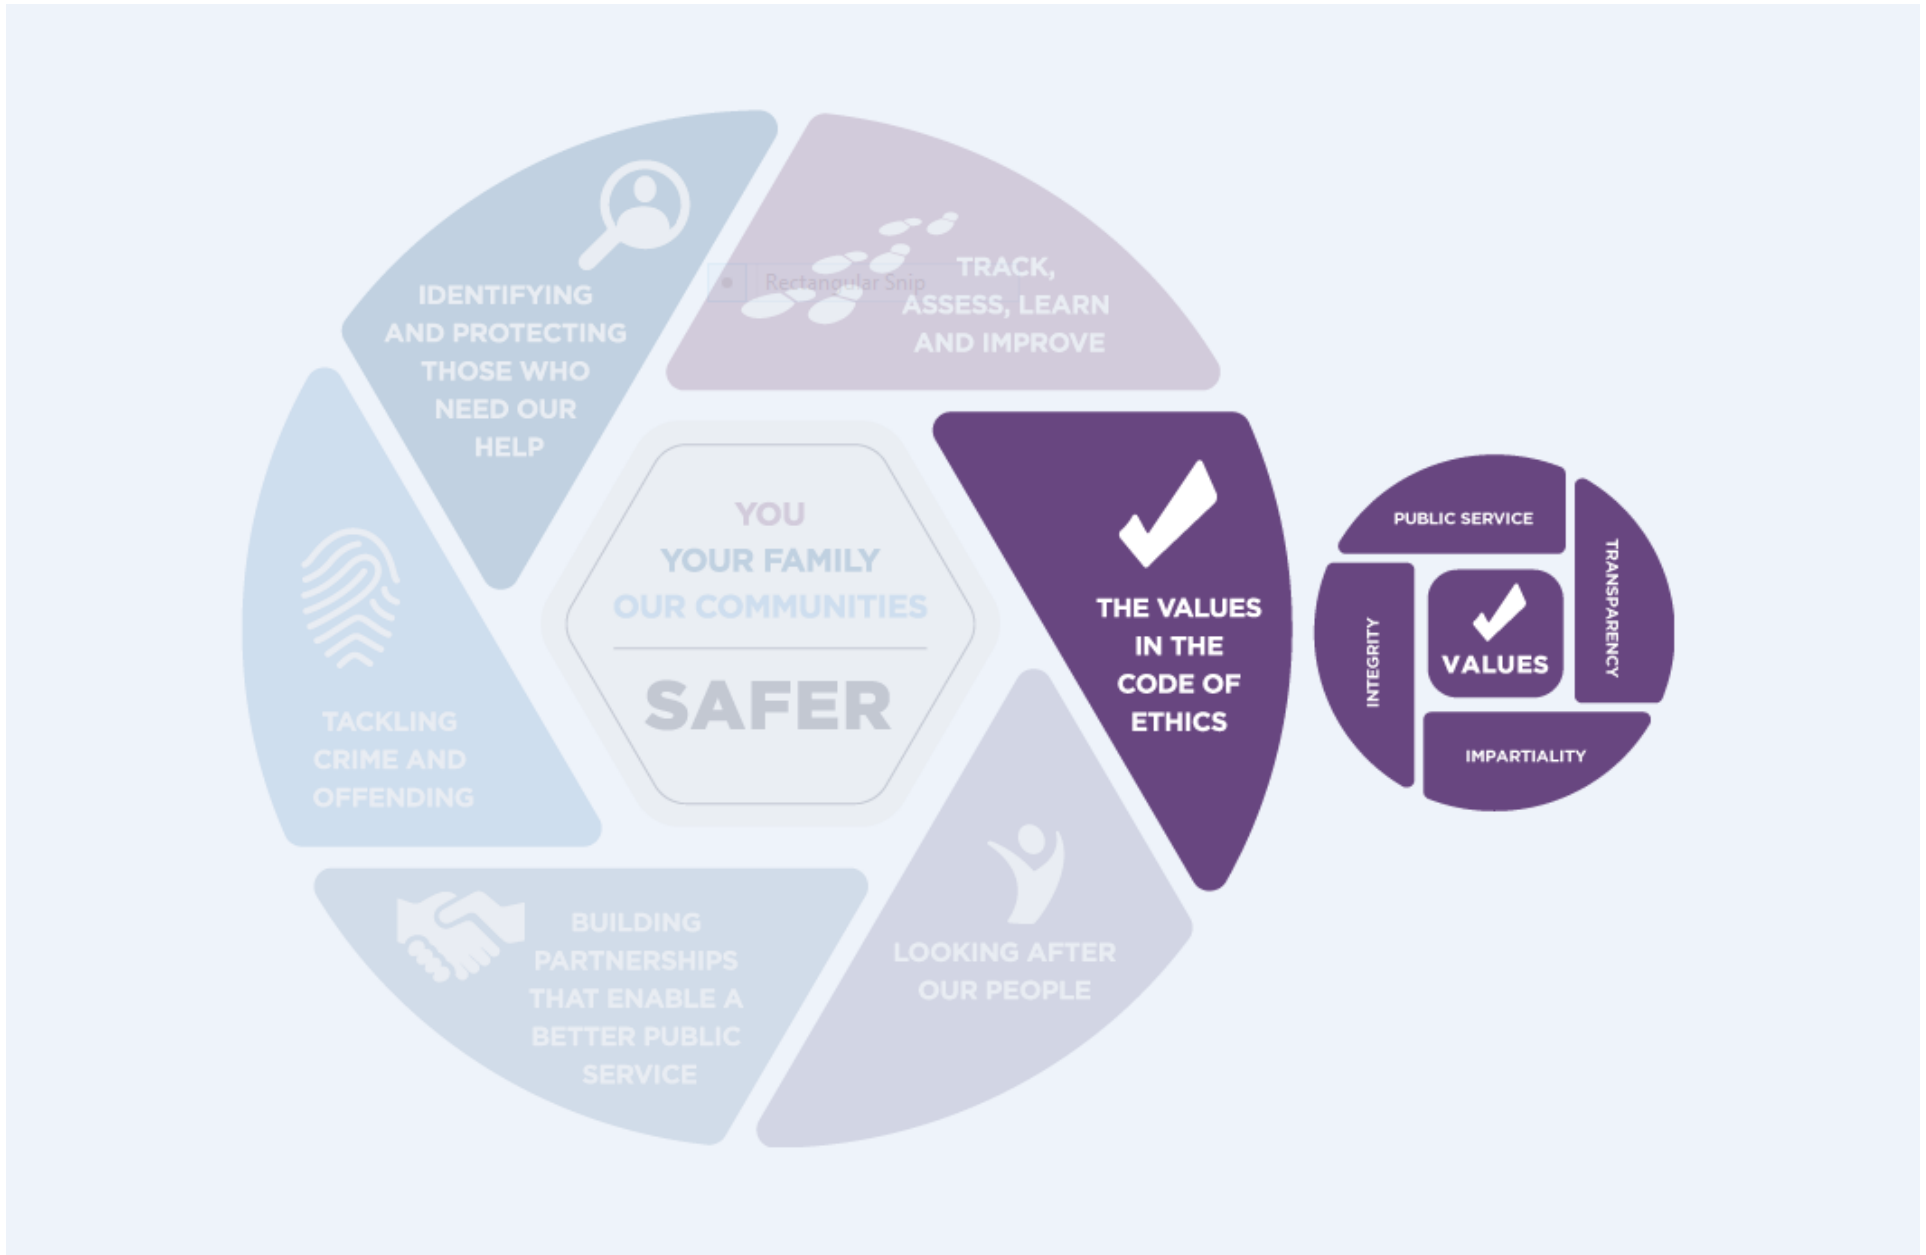 IDENTIFYING
AND PROTECTING
THOSE WHO
NEED OUR
HELP
TRACK,
ASSESS, LEARN
AND IMPROVE
Rectangular Snip
THE VALUES
IN THE
CODE OF
ETHICS
LOOKING AFTER
OUR PEOPLE
BUILDING
PARTNERSHIPS
THAT ENABLE A
BETTER PUBLIC
SERVICE
TACKLING
CRIME AND
OFFENDING
YOU
YOUR FAMILY
OUR COMMUNITIES
SAFER
PUBLIC SERVICE
TRANSPARENCY
IMPARTIALITY
INTEGRITY
VALUES